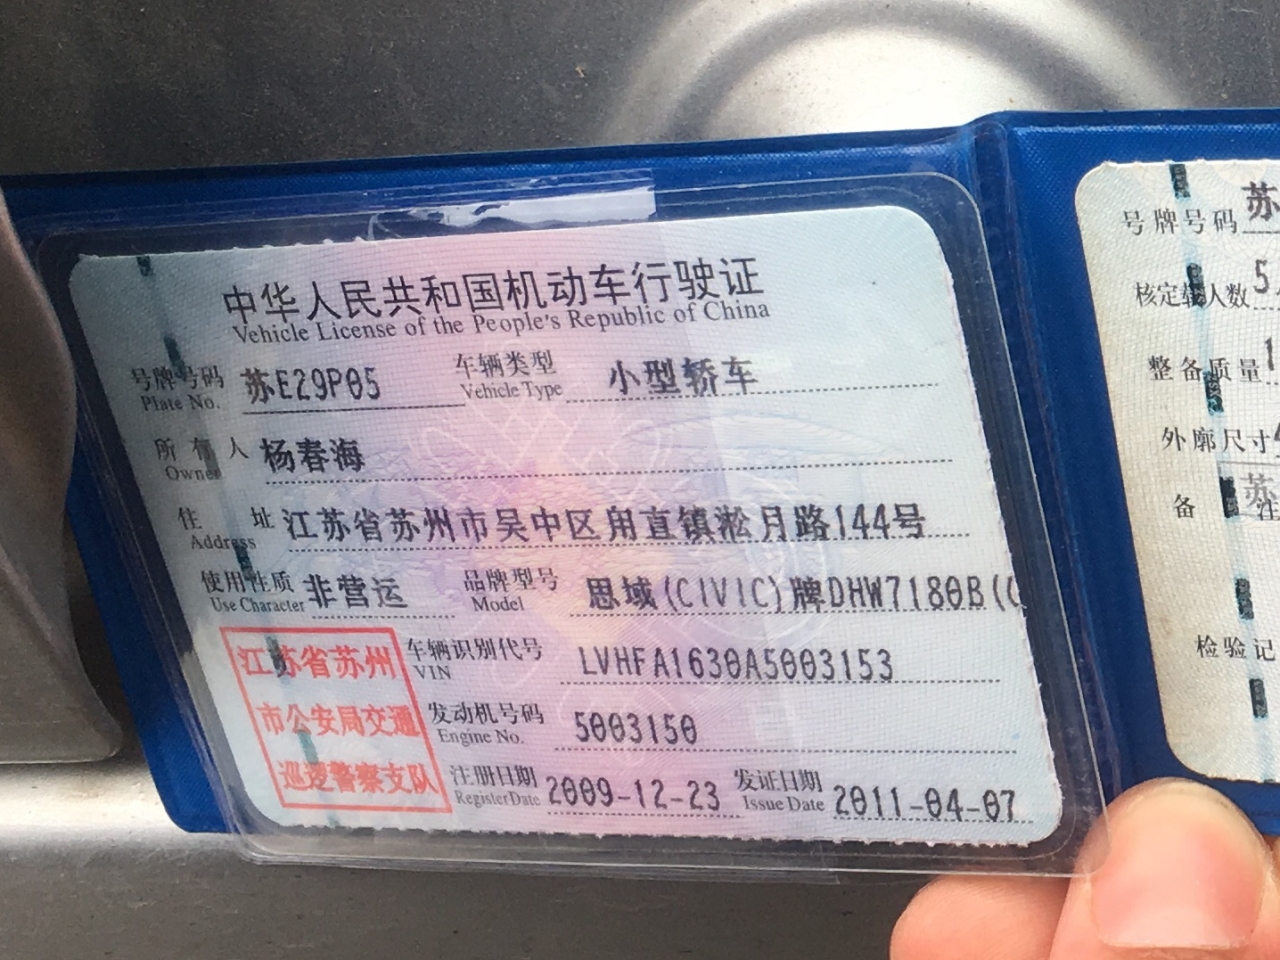 中华人民共和国机动车行驶证
Vehicle License of the People's Republic of China
号牌号码 苏E29P05 车辆类型 小型轿车
Plate No. Vehicle Type
所有人 杨春海
Owner
住 址 江苏省苏州市吴中区甪直镇淞月路144号
Address
使用性质 非营运 品牌型号 思域(CIVIC)牌DHW7180B(C
Use Character Model
车辆识别代号 LVHFA1630A5003153
VIN
发动机号码 5003150
Engine No.
注册日期 2009-12-23 发证日期 2011-04-07
Register Date Issue Date
江苏省苏州
市公安局交通
巡逻警察支队
号牌号码 苏
核定载人数 5
整备质量 1
外廓尺寸
备
检验记